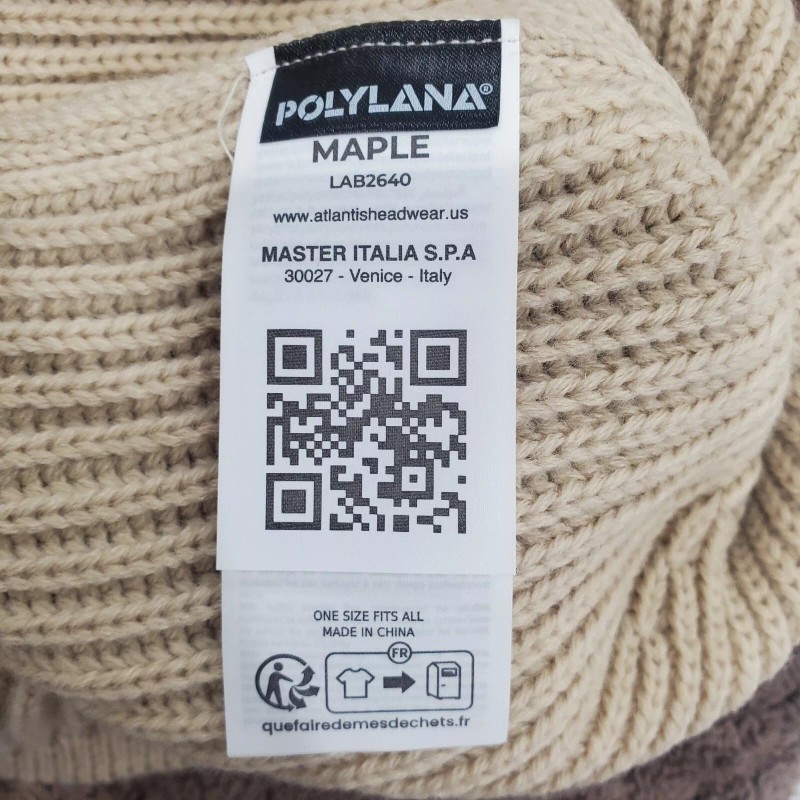 POLYLANA®
MAPLE
LAB2640
www.atlantisheadwear.us
MASTER ITALIA S.P.A
30027 - Venice - Italy
ONE SIZE FITS ALL
MADE IN CHINA
FR
quefairedemesdechets.fr